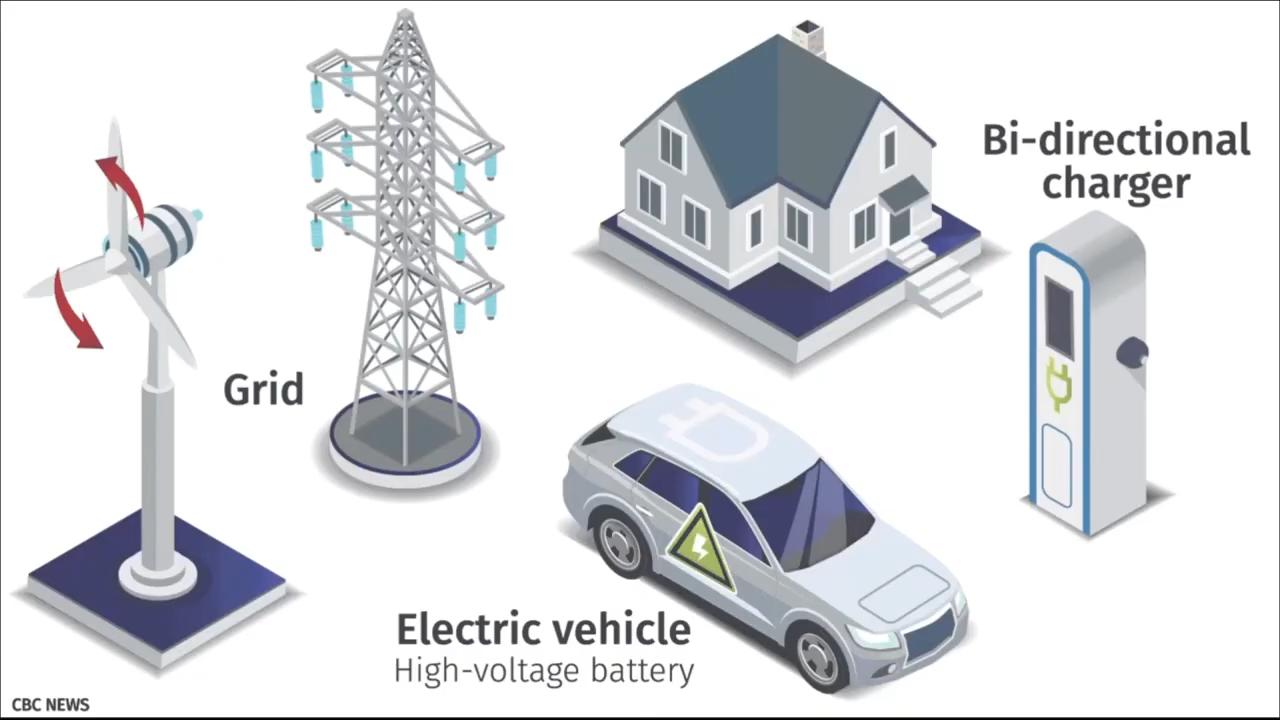 Bi-directional
charger
Grid
Electric vehicle
High-voltage battery
CBC NEWS